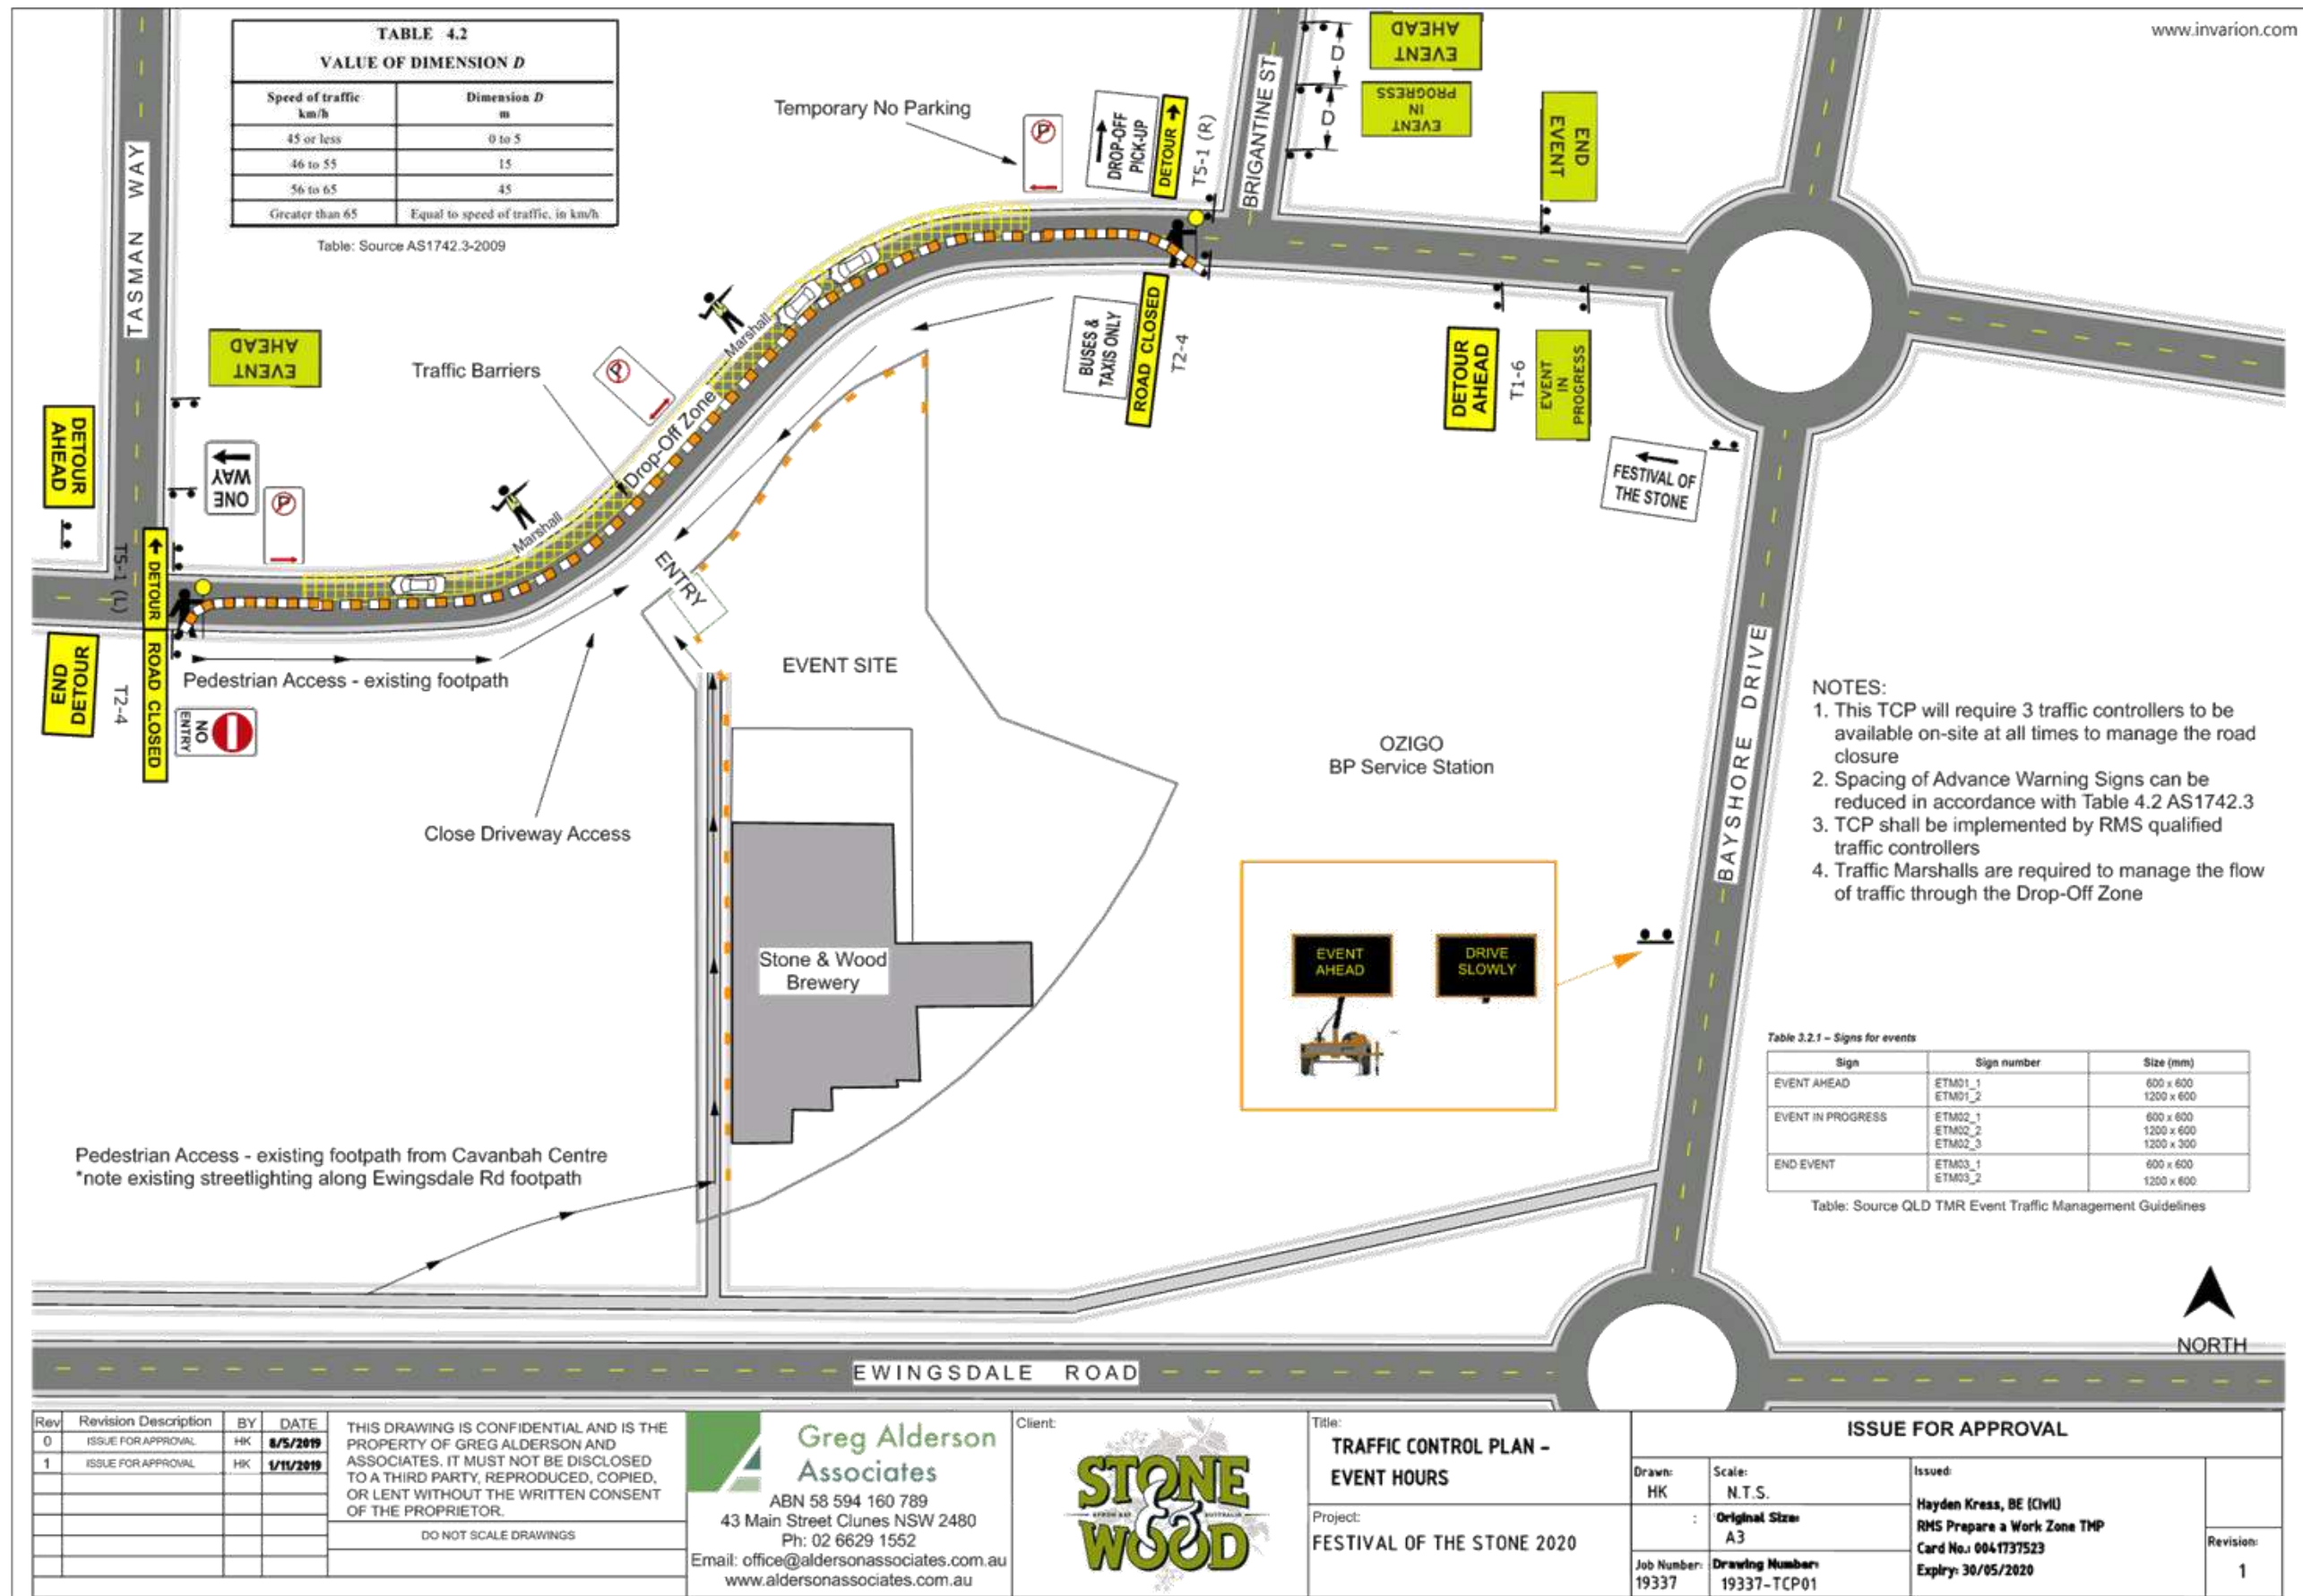 www.invarion.com
TABLE 4.2
VALUE OF DIMENSION D
Speed of traffic
km/h
Dimension D
m
45 or less
0 to 5
46 to 55
15
56 to 65
45
Greater than 65
Equal to speed of traffic, in km/h
Table: Source AS1742.3-2009
TASMAN WAY
Temporary No Parking
P
DROP-OFF
PICK-UP
DETOUR
T5-1 (R)
BRIGANTINE ST
D
D
EVENT
AHEAD
EVENT
IN
PROGRESS
END
EVENT
EVENT
AHEAD
Traffic Barriers
P
Marshall
Drop-Off Zone
Marshall
BUSES &
TAXIS ONLY
ROAD CLOSED
T2-4
DETOUR
AHEAD
T1-6
EVENT
IN
PROGRESS
FESTIVAL OF
THE STONE
DETOUR
AHEAD
ONE
WAY
P
T5-1 (L)
DETOUR
ROAD CLOSED
END
DETOUR
T2-4
NO
ENTRY
Pedestrian Access - existing footpath
ENTRY
EVENT SITE
Close Driveway Access
OZIGO
BP Service Station
BAYSHORE DRIVE
NOTES:
1. This TCP will require 3 traffic controllers to be
available on-site at all times to manage the road
closure
2. Spacing of Advance Warning Signs can be
reduced in accordance with Table 4.2 AS1742.3
3. TCP shall be implemented by RMS qualified
traffic controllers
4. Traffic Marshalls are required to manage the flow
of traffic through the Drop-Off Zone
Stone & Wood
Brewery
EVENT
AHEAD
DRIVE
SLOWLY
Table 3.2.1 – Signs for events
Sign
Sign number
Size (mm)
EVENT AHEAD
ETM01_1
600 x 600
ETM01_2
1200 x 600
EVENT IN PROGRESS
ETM02_1
600 x 600
ETM02_2
1200 x 600
ETM02_3
1200 x 300
END EVENT
ETM03_1
600 x 600
ETM03_2
1200 x 600
Table: Source QLD TMR Event Traffic Management Guidelines
Pedestrian Access - existing footpath from Cavanbah Centre
*note existing streetlighting along Ewingsdale Rd footpath
NORTH
EWINGSDALE ROAD
Rev
Revision Description
BY
DATE
0
ISSUE FOR APPROVAL
HK
8/5/2019
1
ISSUE FOR APPROVAL
HK
1/11/2019
THIS DRAWING IS CONFIDENTIAL AND IS THE
PROPERTY OF GREG ALDERSON AND
ASSOCIATES. IT MUST NOT BE DISCLOSED
TO A THIRD PARTY, REPRODUCED, COPIED,
OR LENT WITHOUT THE WRITTEN CONSENT
OF THE PROPRIETOR.
DO NOT SCALE DRAWINGS
Greg Alderson
Associates
ABN 58 594 160 789
43 Main Street Clunes NSW 2480
Ph: 02 6629 1552
Email: office@aldersonassociates.com.au
www.aldersonassociates.com.au
Client:
STONE
&
BYRON BAY
AUSTRALIA
WOOD
Title:
TRAFFIC CONTROL PLAN -
EVENT HOURS
Project:
FESTIVAL OF THE STONE 2020
ISSUE FOR APPROVAL
Drawn:
HK
Scale:
N.T.S.
:
Original Size:
A3
Job Number:
19337
Drawing Number:
19337-TCP01
Issued:
Hayden Kress, BE (Civil)
RMS Prepare a Work Zone TMP
Card No.: 0041737523
Expiry: 30/05/2020
Revision:
1